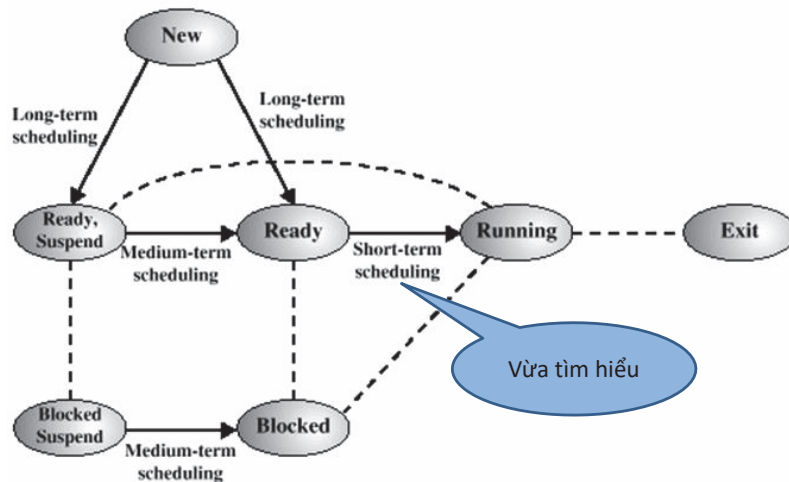 New
Long-term
scheduling
Long-term
scheduling
Ready,
Suspend
Medium-term
scheduling
Ready
Short-term
scheduling
Running
Exit
Vừa tìm hiểu
Blocked
Suspend
Medium-term
scheduling
Blocked